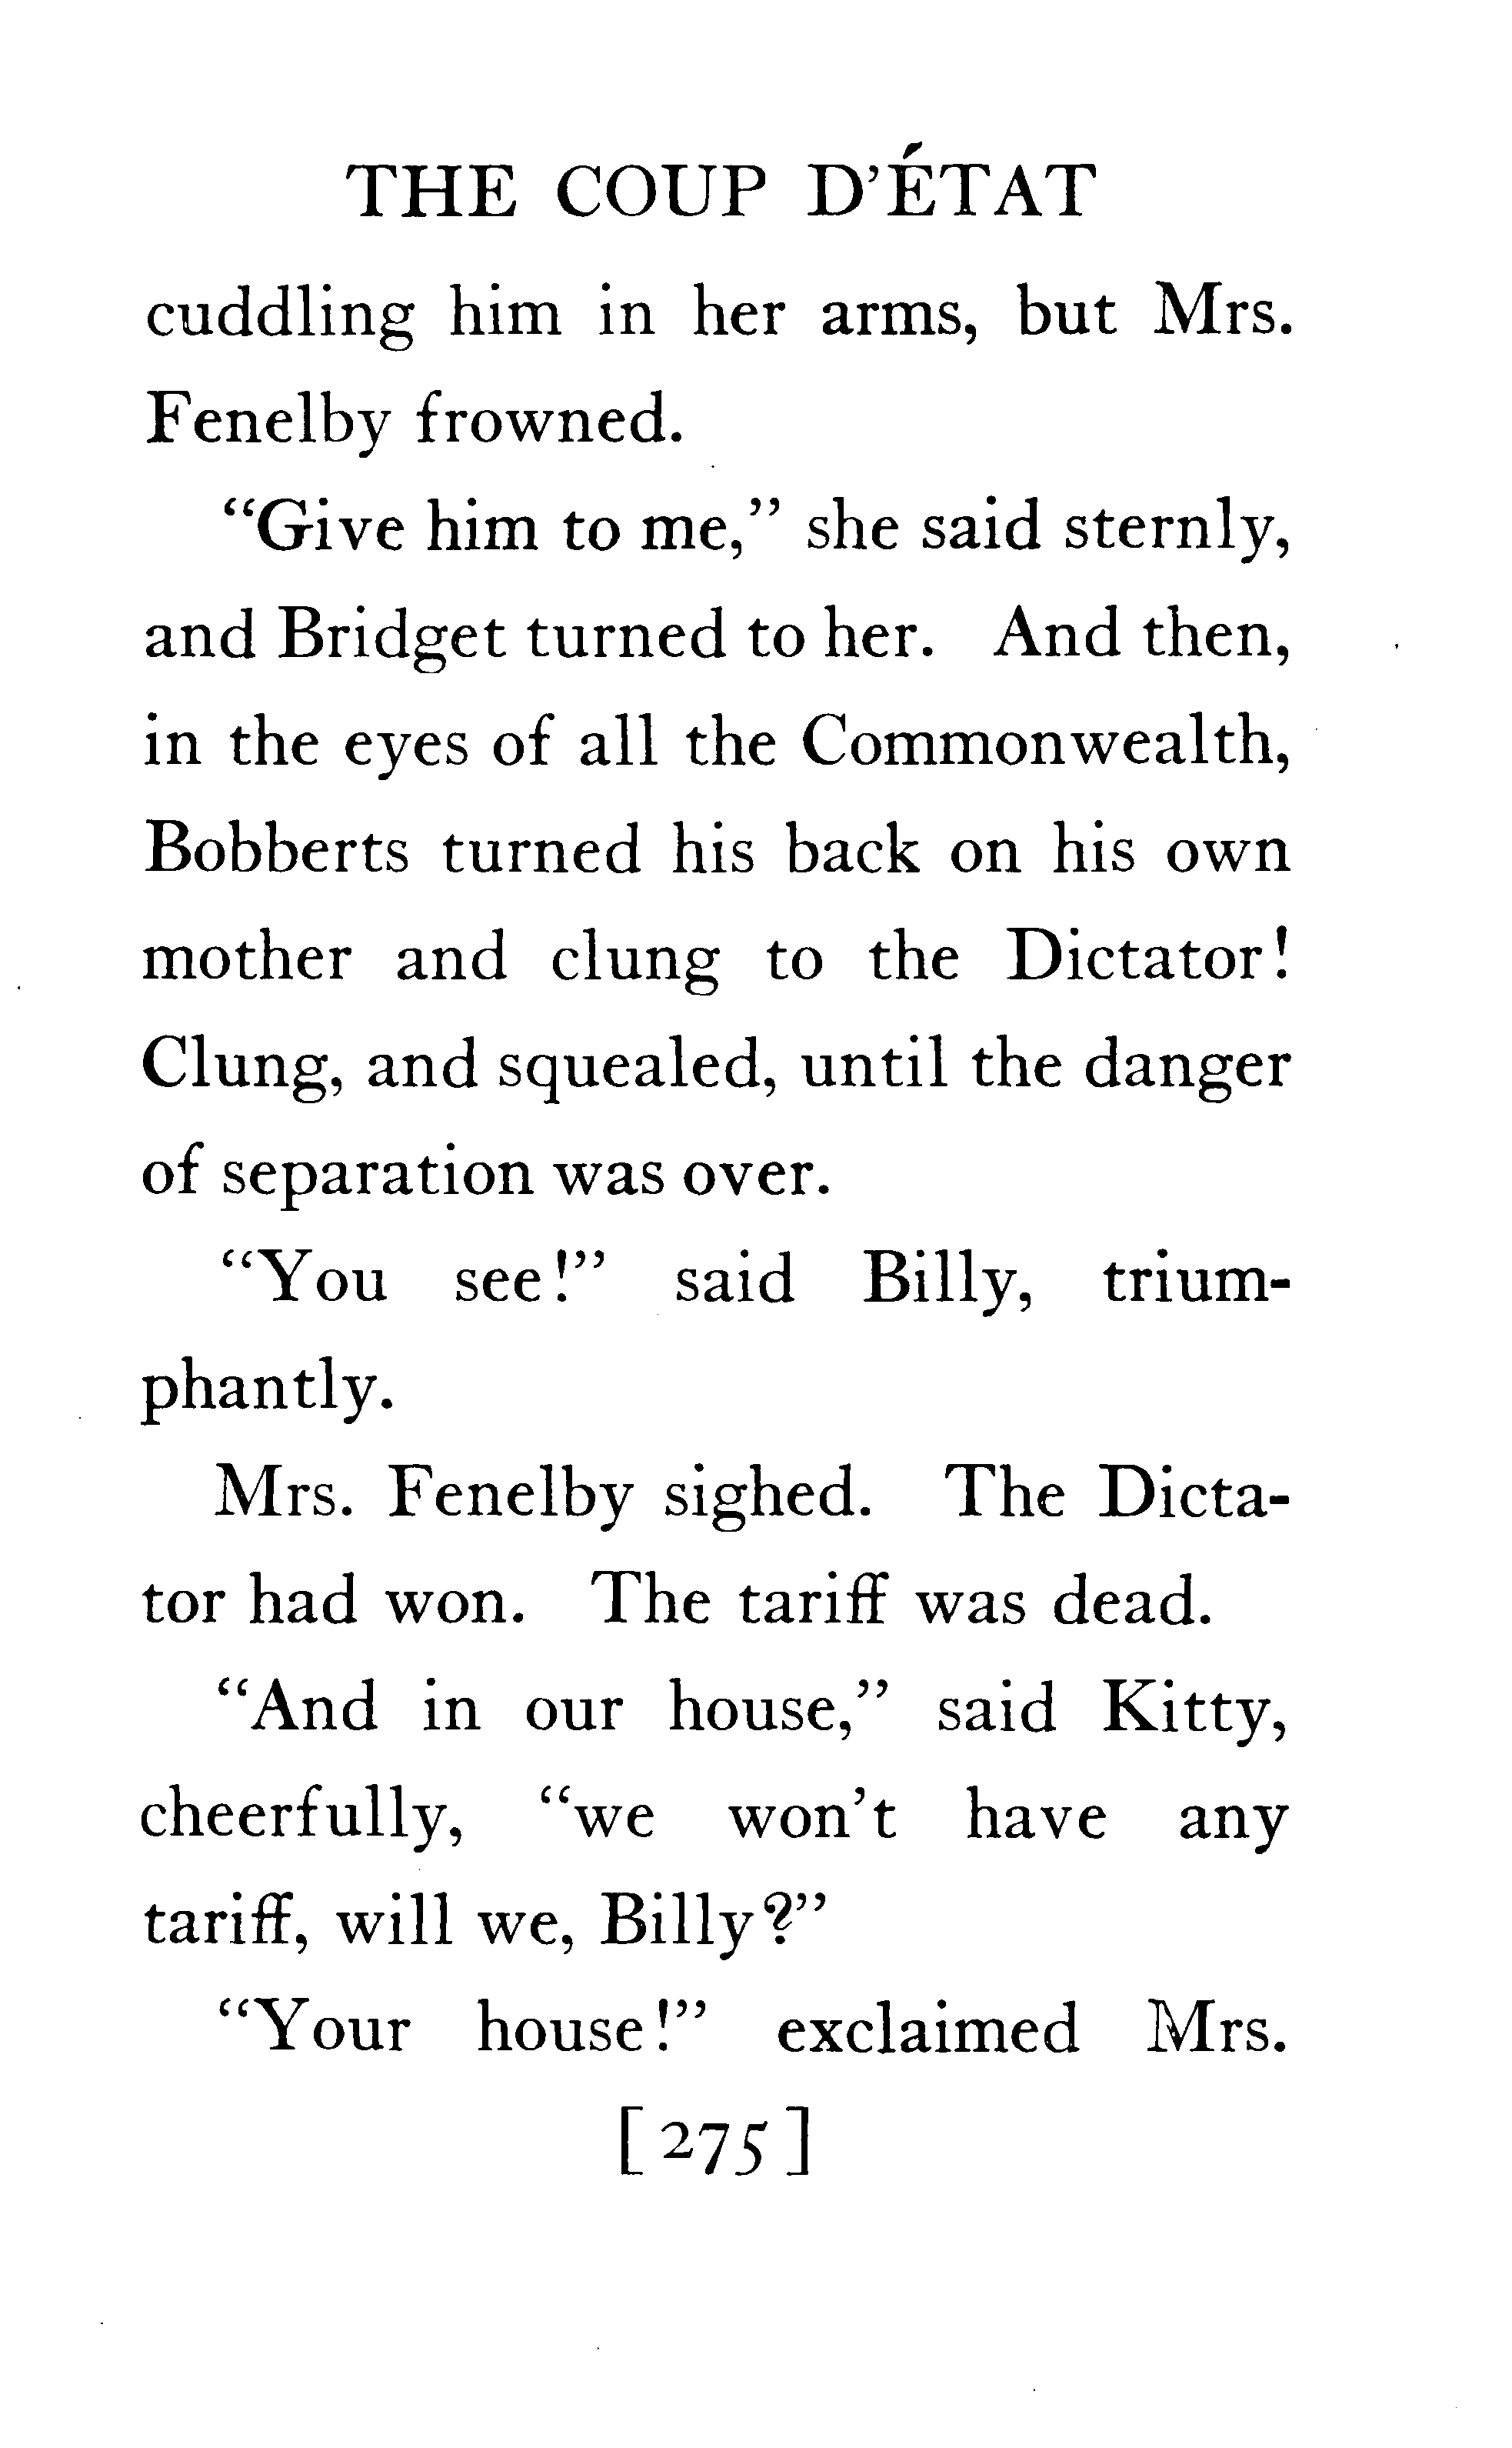 THE COUP D'ÉTAT
cuddling him in her arms, but Mrs.
Fenelby frowned.
“Give him to me,” she said sternly,
and Bridget turned to her. And then,
in the eyes of all the Commonwealth,
Bobberts turned his back on his own
mother and clung to the Dictator!
Clung, and squealed, until the danger
of separation was over.
“You see!” said Billy, trium-
phantly.
Mrs. Fenelby sighed. The Dicta-
tor had won. The tariff was dead.
“And in our house,” said Kitty,
cheerfully, “we won't have any
tariff, will we, Billy?”
“Your house!” exclaimed Mrs.
[275]